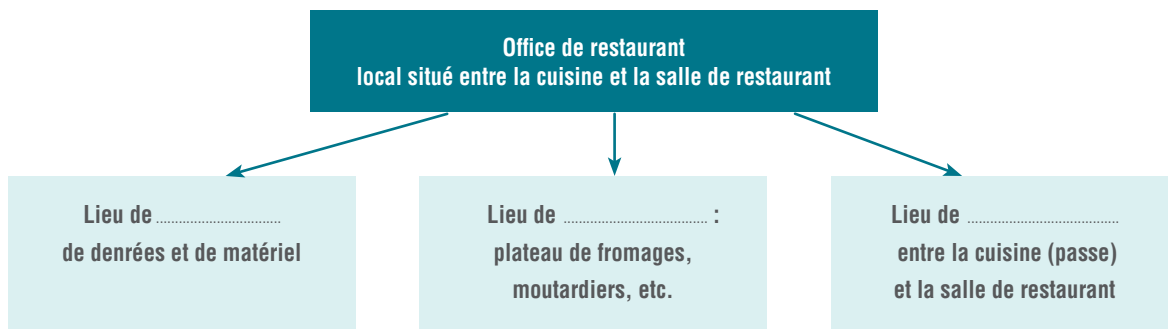 Office de restaurant
local situé entre la cuisine et la salle de restaurant
Lieu de ................................
de denrées et de matériel
Lieu de ..................................... :
plateau de fromages,
moutardiers, etc.
Lieu de .......................................
entre la cuisine (passe)
et la salle de restaurant